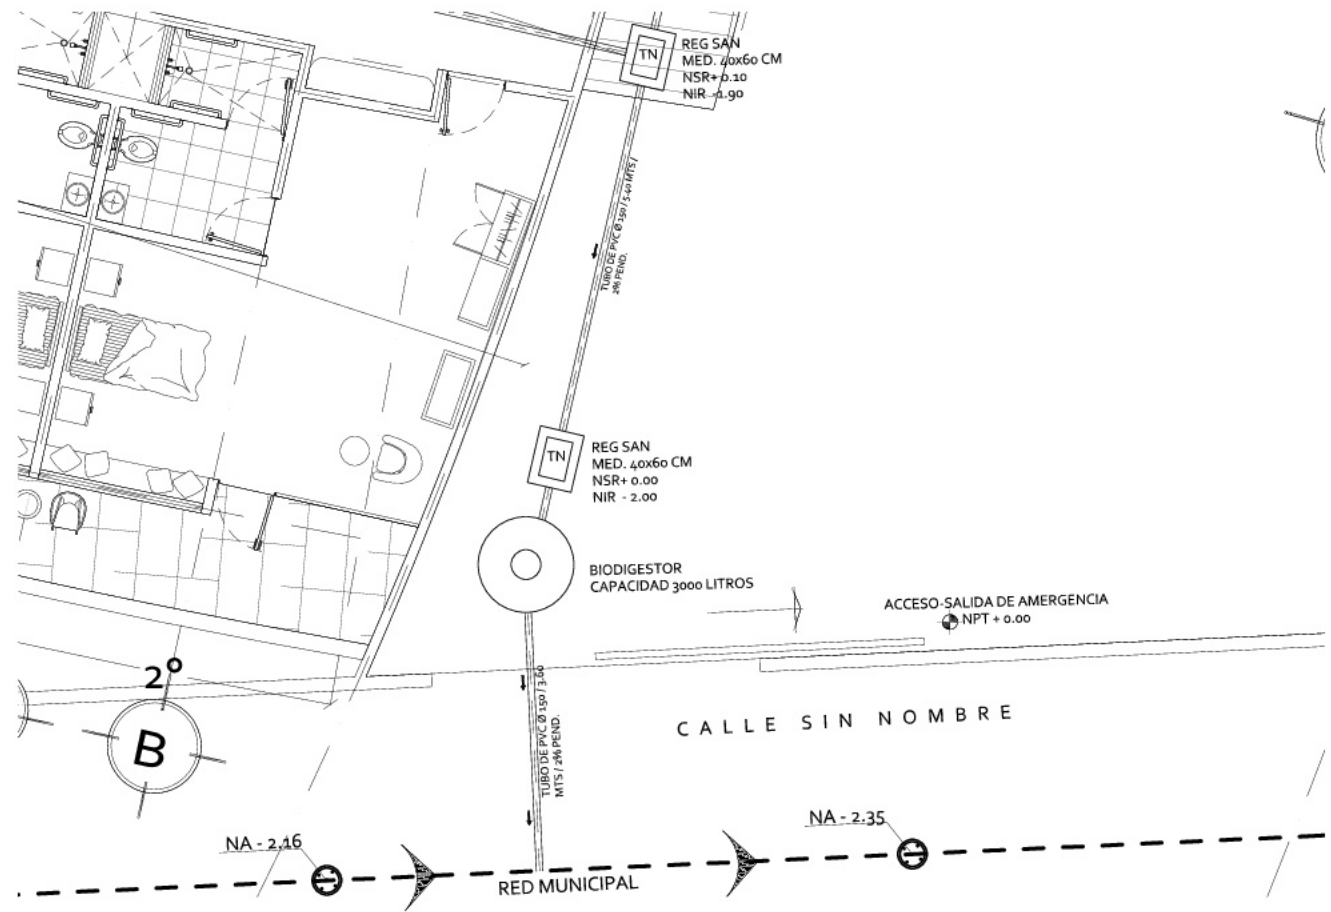 TN
REG SAN
MED. 40x60 CM
NSR+ 0.10
NIR -1.90
TUBO DE PVC Ø 150 / 5.40 MTS /
2% PEND.
TN
REG SAN
MED. 40x60 CM
NSR+ 0.00
NIR - 2.00
BIODIGESTOR
CAPACIDAD 3000 LITROS
ACCESO-SALIDA DE AMERGENCIA
NPT + 0.00
TUBO DE PVC Ø 150 / 3.60
MTS / 2% PEND.
2
B
CALLE SIN NOMBRE
NA - 2.16
NA - 2.35
RED MUNICIPAL